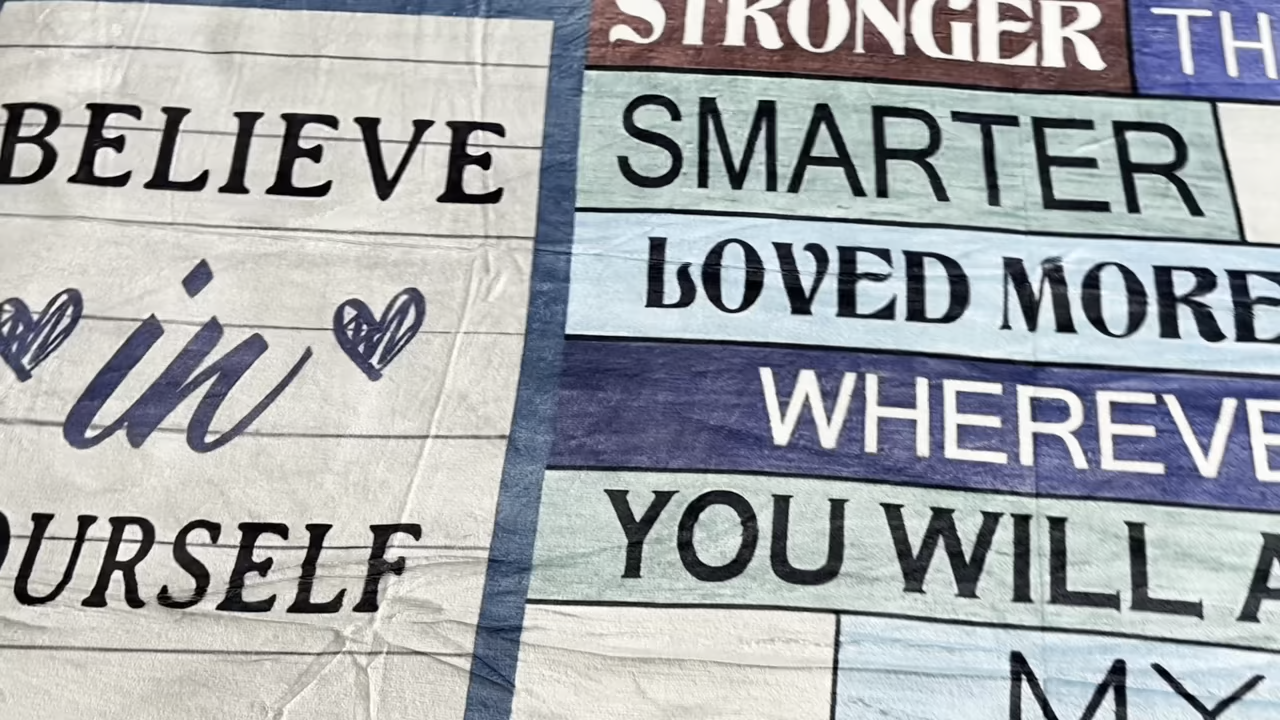 BELIEVE
in
OURSELF
STRONGER TH
SMARTER
LOVED MORE
WHEREVE
YOU WILL A
MY